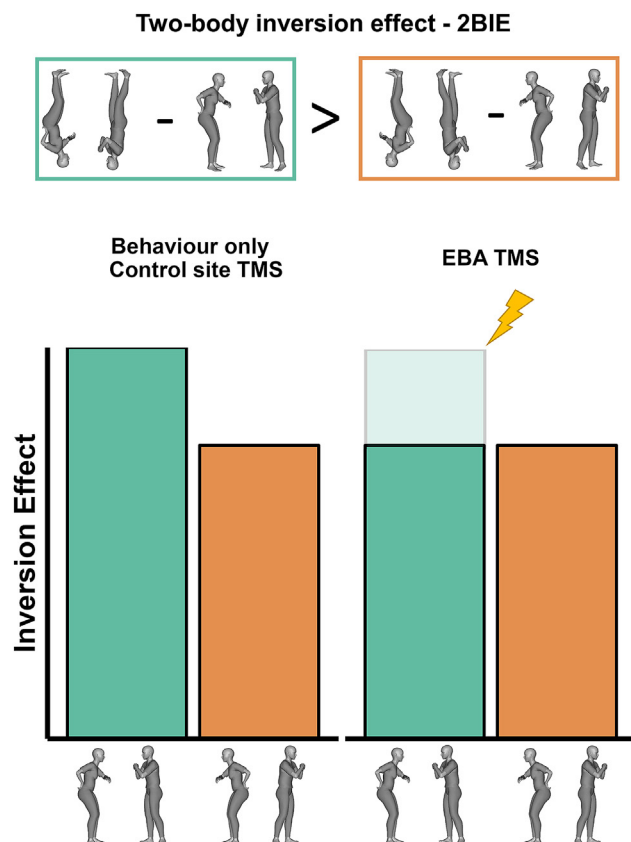 Two-body inversion effect - 2BIE
- > -
Behaviour only
Control site TMS
EBA TMS
Inversion Effect